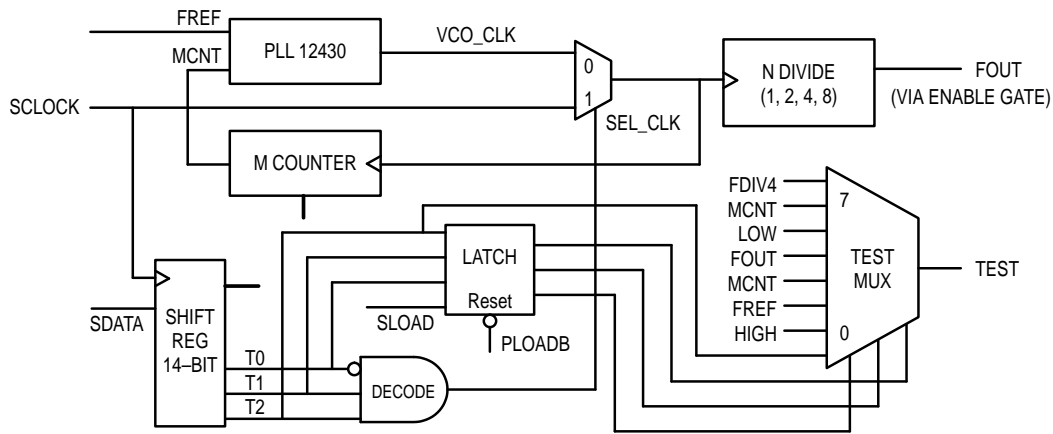 FREF
MCNT
PLL 12430
VCO_CLK
0
1
SEL_CLK
N DIVIDE
(1, 2, 4, 8)
FOUT
(VIA ENABLE GATE)
SCLOCK
M COUNTER
FDIV4
MCNT
LOW
FOUT
MCNT
FREF
HIGH
7
TEST
MUX
0
TEST
LATCH
Reset
SLOAD
PLOADB
SDATA
SHIFT
REG
14–BIT
T0
T1
T2
DECODE